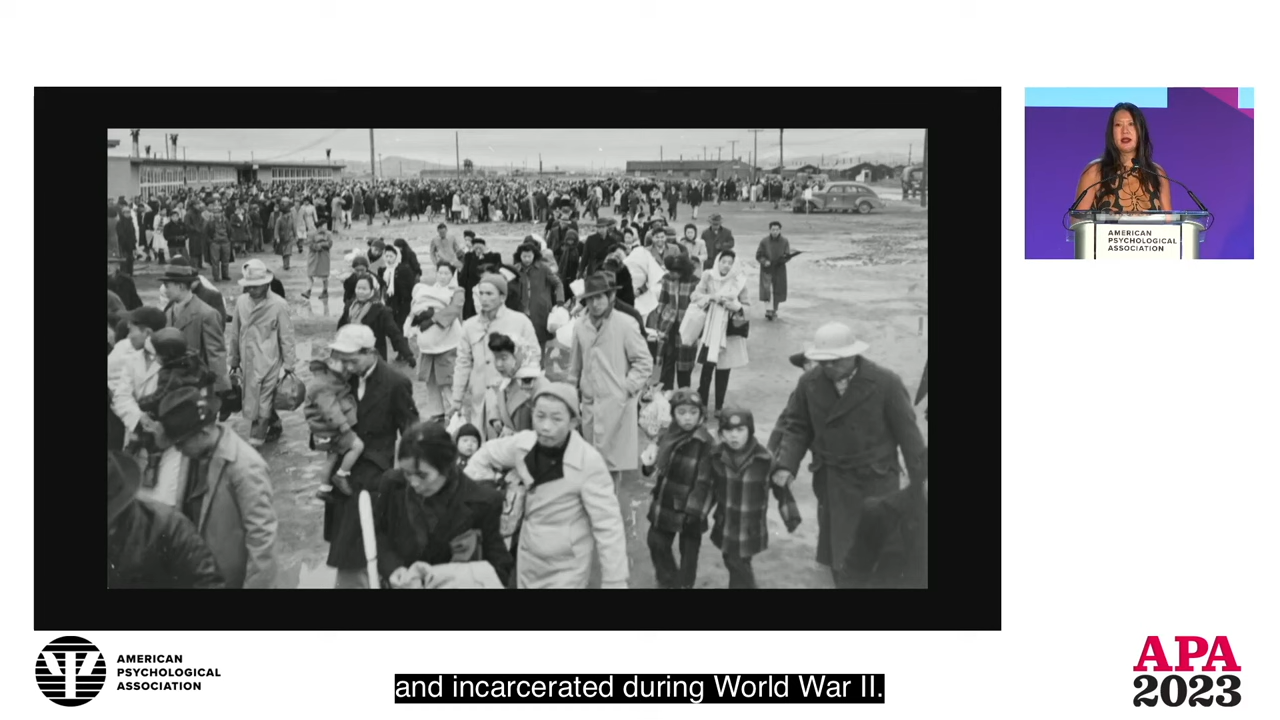 AMERICAN
PSYCHOLOGICAL
ASSOCIATION
AMERICAN
PSYCHOLOGICAL
ASSOCIATION
and incarcerated during World War II.
APA
2023